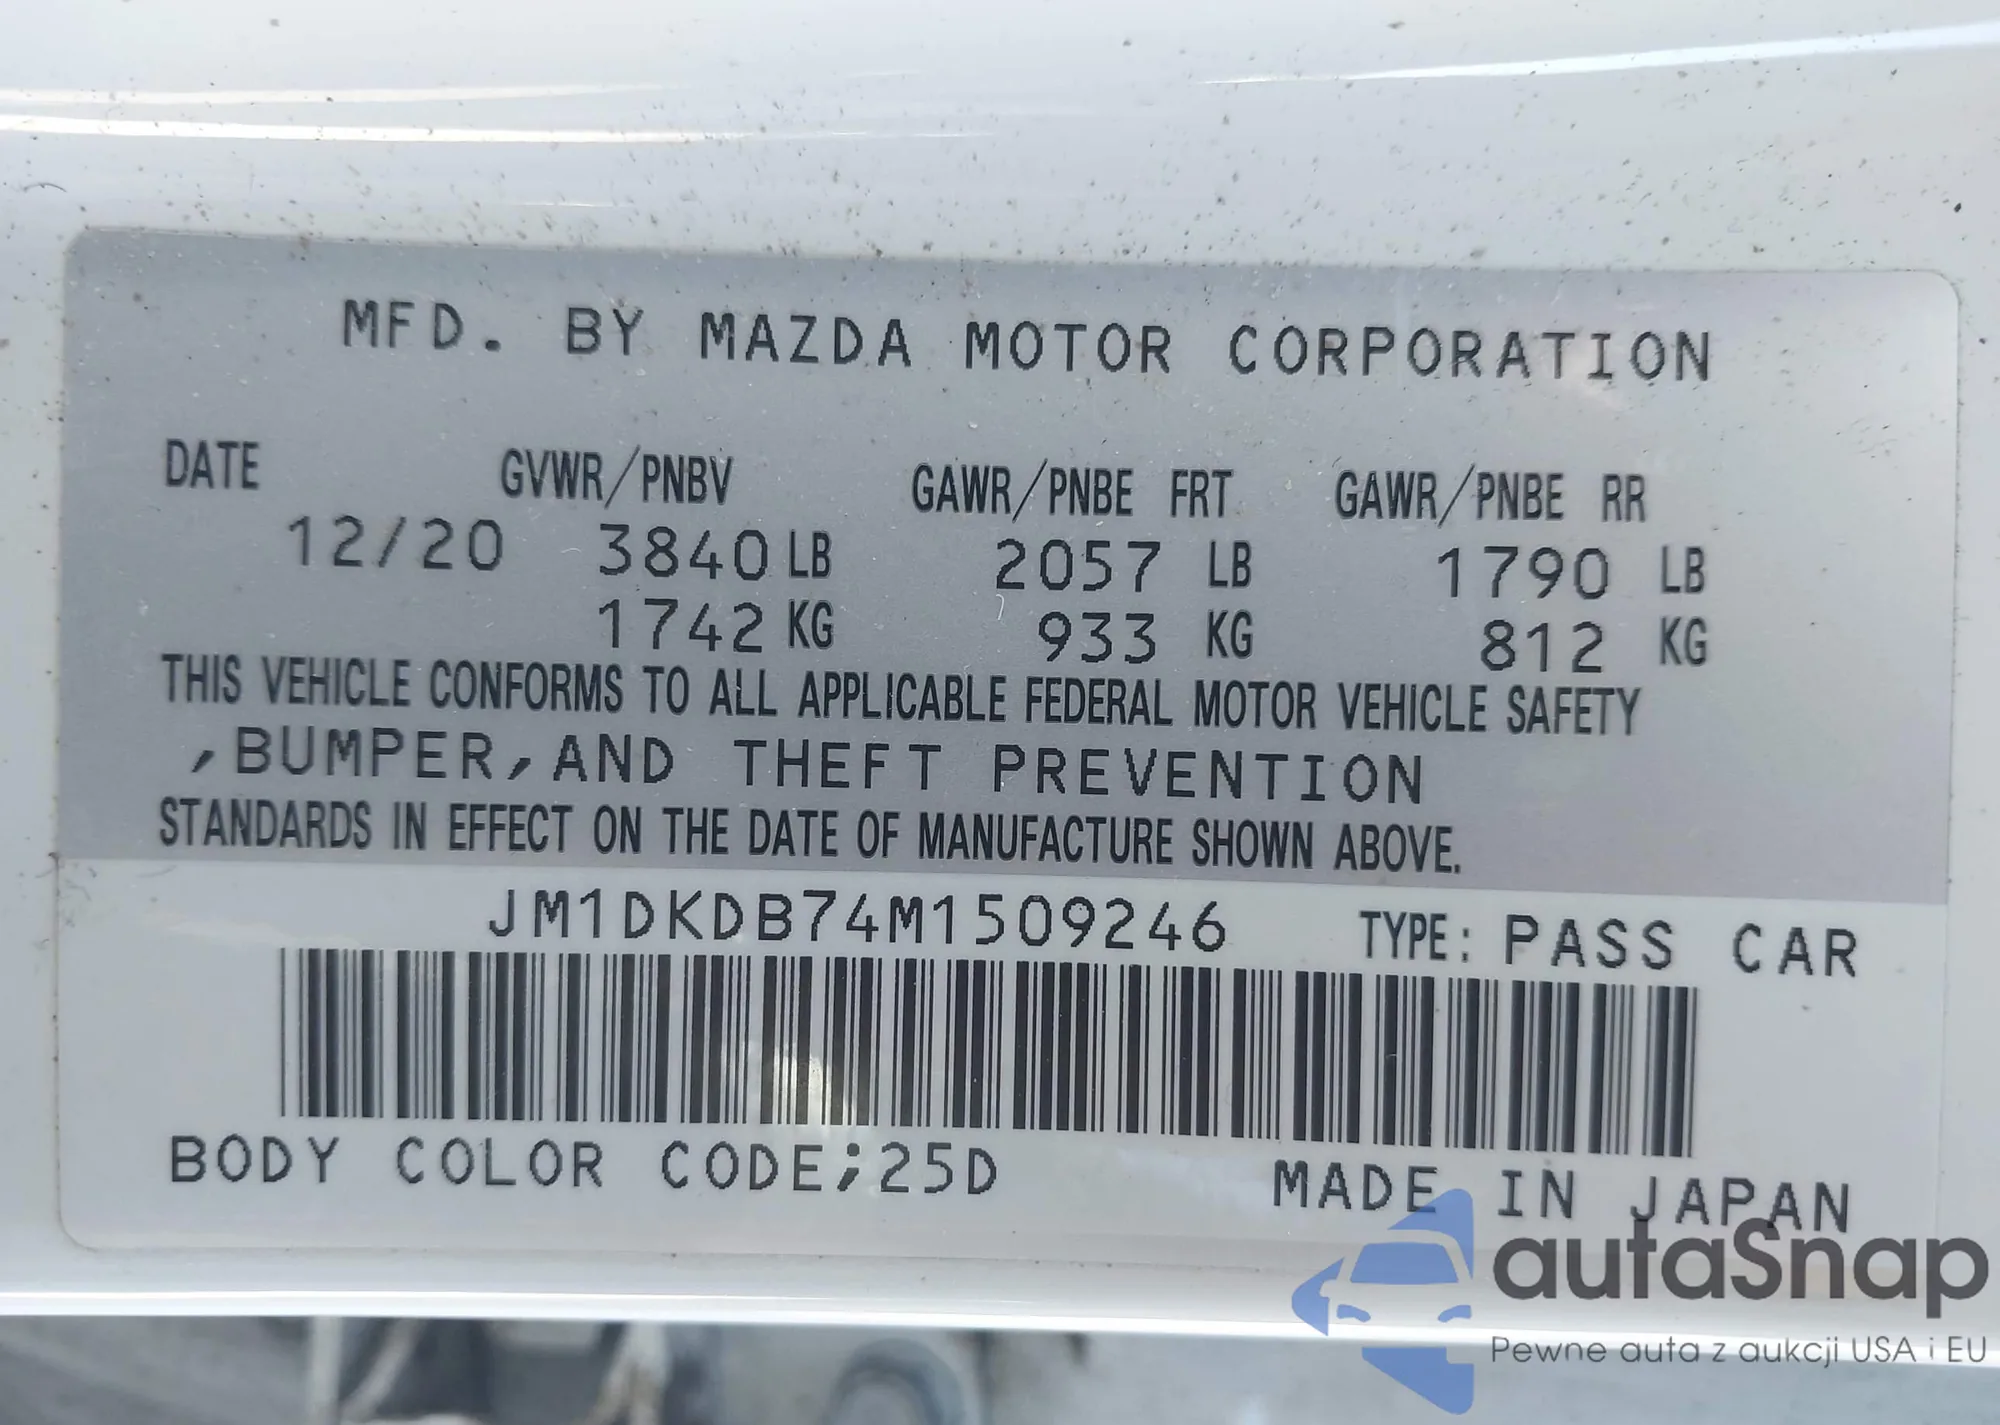 MFD. BY MAZDA MOTOR CORPORATION
DATE GVWR/PNBV GAWR/PNBE FRT GAWR/PNBE RR
12/20 3840 LB 2057 LB 1790 LB
1742 KG 933 KG 812 KG
THIS VEHICLE CONFORMS TO ALL APPLICABLE FEDERAL MOTOR VEHICLE SAFETY
,BUMPER,AND THEFT PREVENTION
STANDARDS IN EFFECT ON THE DATE OF MANUFACTURE SHOWN ABOVE.
JM1DKDB74M1509246 TYPE: PASS CAR
BODY COLOR CODE;25D MADE IN JAPAN
autaSnap
Pewne auta z aukcji USA i EU